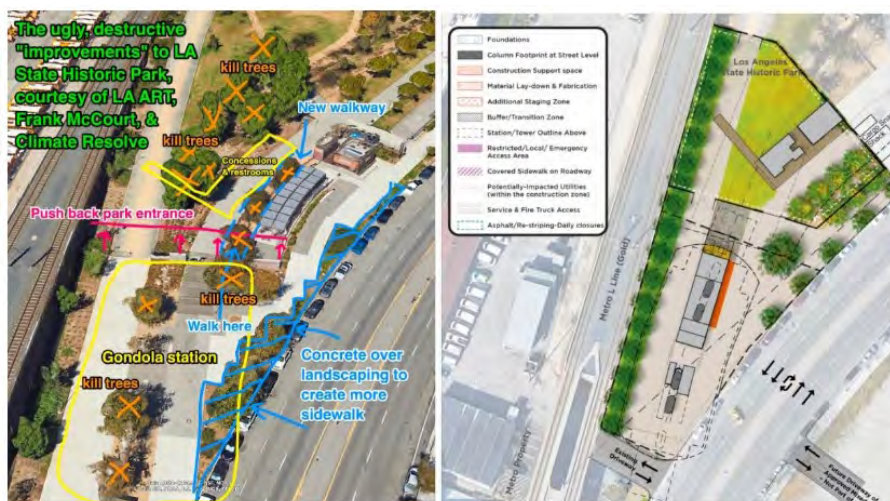 The ugly, destructive
"improvements" to LA
State Historic Park,
courtesy of LA ART,
Frank McCourt, &
Climate Resolve
kill trees
New walkway
kill trees
Concessions
& restrooms
Push back park entrance
kill trees
Walk here
Gondola station
kill trees
Concrete over
landscaping to
create more
sidewalk
Foundations
Column Footprint at Street Level
Construction Support space
Material Lay-down & Fabrication
Additional Staging Zone
Buffer/Transition Zone
Station/Tower Outline Above
Restricted/Local/ Emergency
Access Area
Covered Sidewalk on Roadway
Potentially-Impacted Utilities
(within the construction zone)
Service & Fire Truck Access
Asphalt/Re-striping-Daily closures
Los Angeles
State Historic Park
Metro L Line (Gold)
Metro Property
Existing
Driveway
Future Driveway